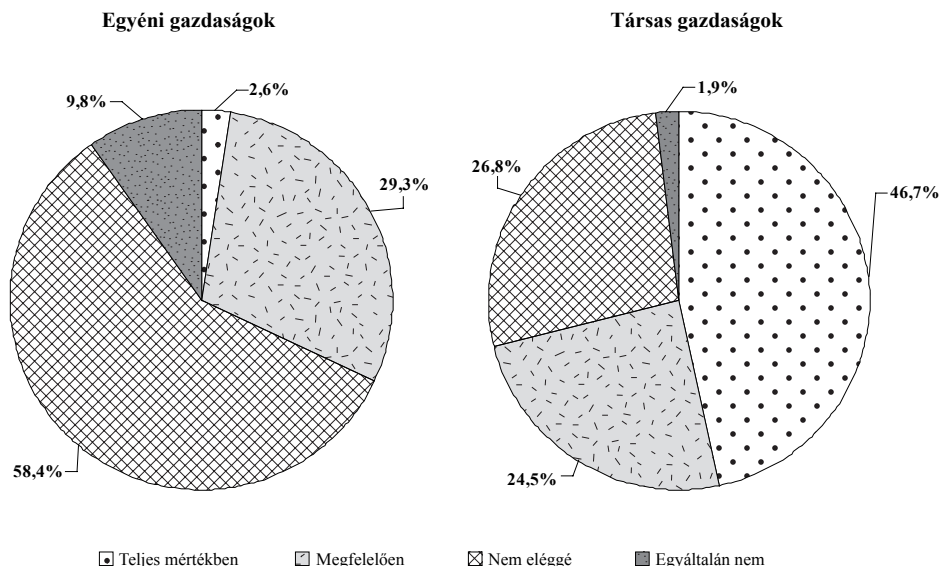 Egyéni gazdaságok
Társas gazdaságok
9,8%
2,6%
29,3%
58,4%
1,9%
26,8%
46,7%
24,5%
Teljes mértékben
Megfelelően
Nem eléggé
Egyáltalán nem